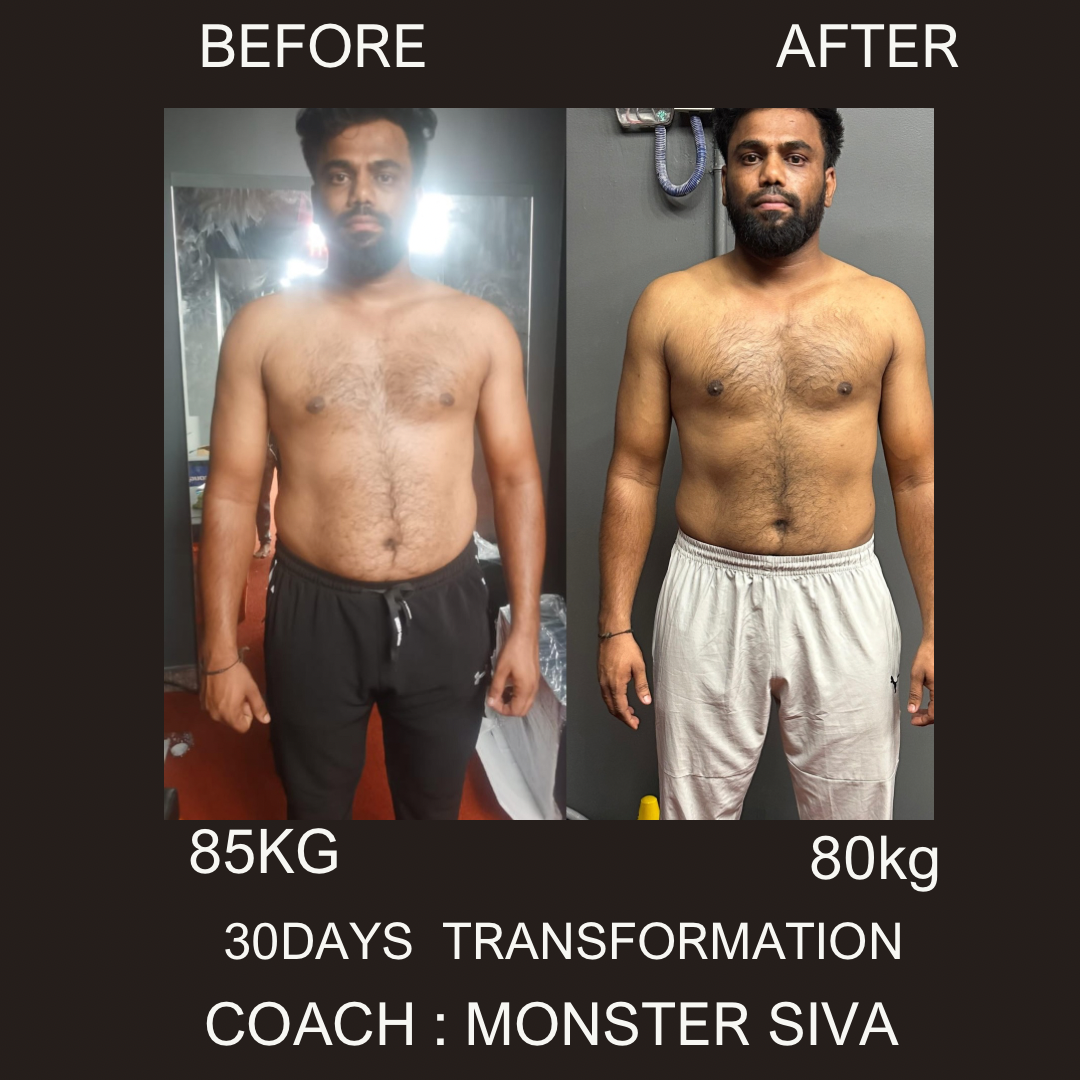 BEFORE AFTER
85KG 80kg
30DAYS TRANSFORMATION
COACH : MONSTER SIVA